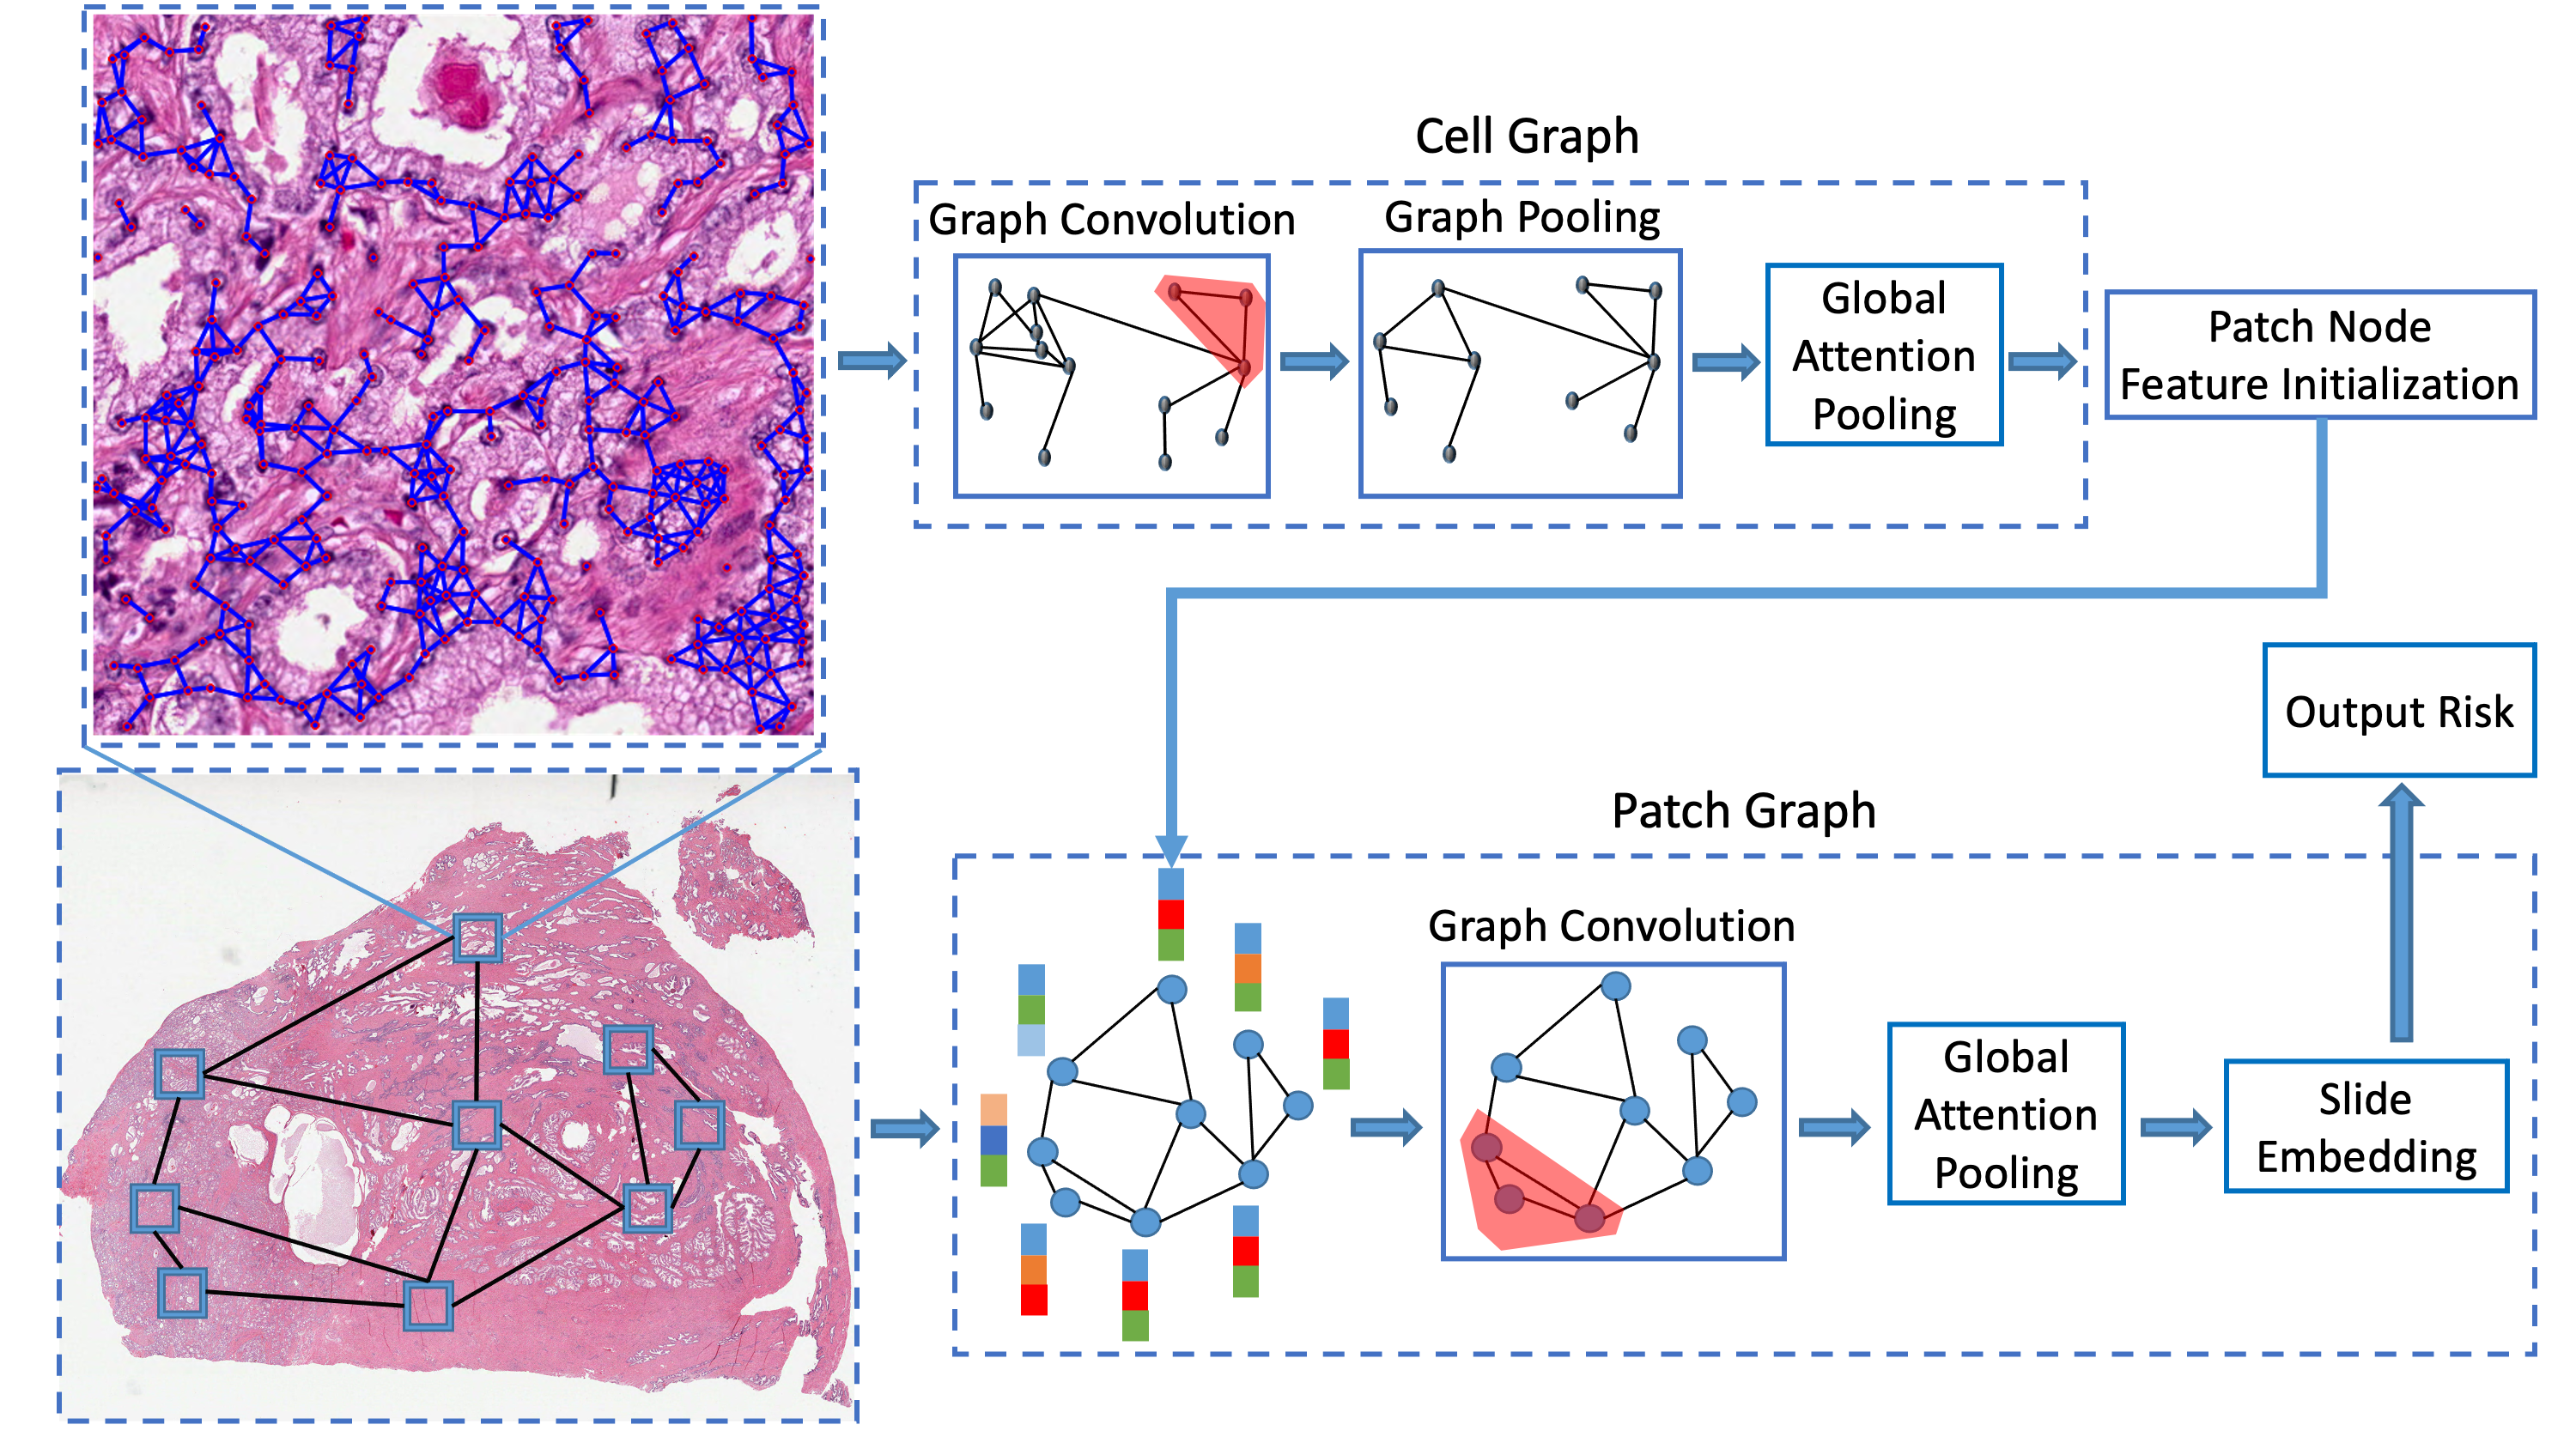 Cell Graph
Graph Convolution
Graph Pooling
Global
Attention
Pooling
Patch Node
Feature Initialization
Output Risk
Patch Graph
Graph Convolution
Global
Attention
Pooling
Slide
Embedding